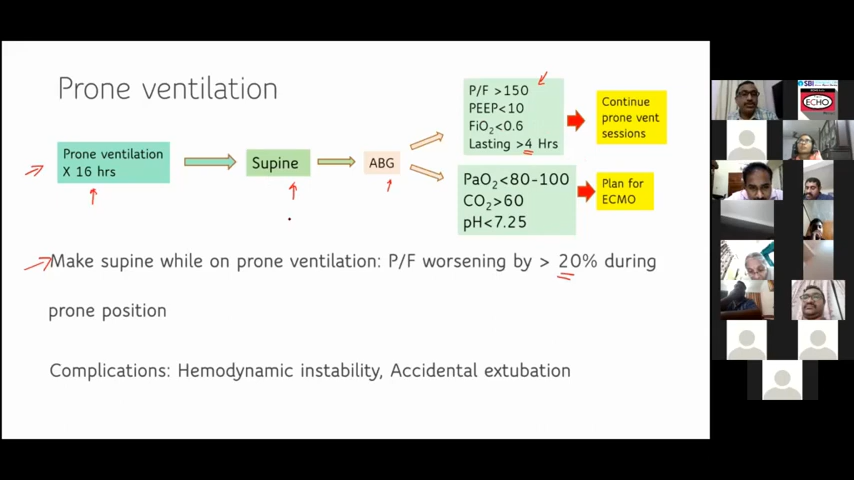 Prone ventilation
Prone ventilation
X 16 hrs
Supine
ABG
P/F >150
PEEP<10
FiO2<0.6
Lasting >4 Hrs
Continue
prone vent
sessions
PaO2<80-100
CO2>60
pH<7.25
Plan for
ECMO
Make supine while on prone ventilation: P/F worsening by > 20% during
prone position
Complications: Hemodynamic instability, Accidental extubation
SBI
ECHO